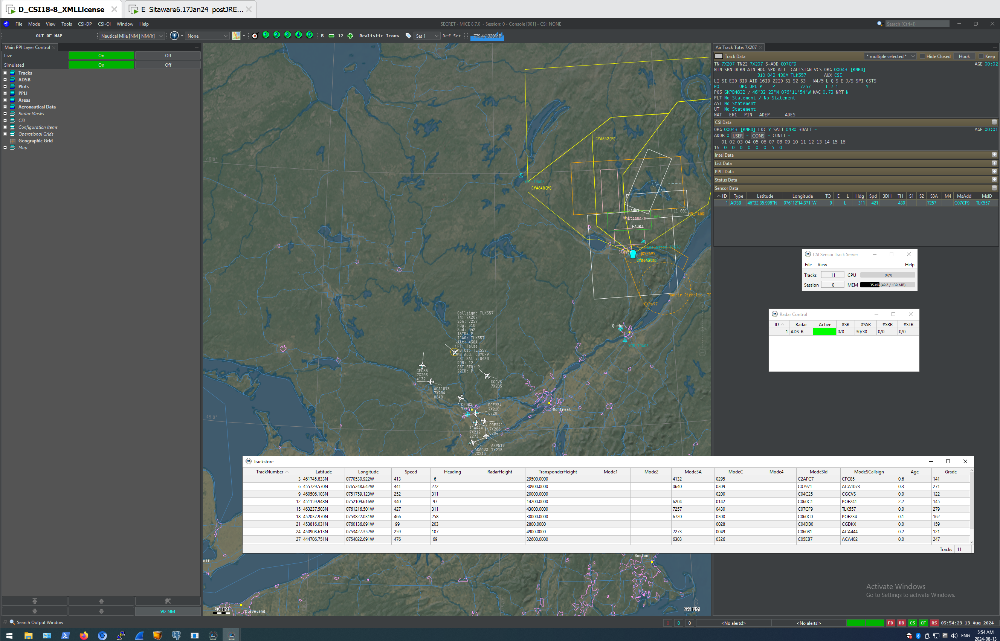 D_CSI18-8_XMLLicense
E_Sitaware6.17Jan24_postJRE...
File Mode View Tools CSI-DP CSI-OI Window Help
SECRET - MICE 8.7.0 - Session: 0 - Console [001] - CSI: NONE
Search (Ctrl+I)
OUT OF MAP
Nautical Mile [NM | NM/h]
None
1 2 3 4 5
B 12
Realistic Icons
Set 1
Def Set
779.4/1320MB
Main PPI Layer Control
Live On Off
Simulated On Off
Tracks
ADSB
Plots
PPLI
Areas
Aeronautical Data
Radar Masks
CSI
Configuration Items
Operational Grids
Geographic Grid
Map
592 NM
50.0°
45.0°
CYA642(M)
CYA640(M)
CAP
FAOR1
L1-001
MR_FAOR
Whitesnake
AAR
FAOR3
CYR697
CYA643(M)
Manoir Richelieu TF
CYR697
Quebec
Montreal
Boston
Cleveland
oit
Callsign: TLK557
TN: 7X207
S3A: 7257
Hdg: 310
Spd: 042
16ID: P
ICAO: TLK557
Alt: 430A
FT: false
MS Cs: TLK557
MS Add: C07CF9
CSI SAlt: 0430
RRN: 12
CSI STQ: 9
22ID: P
CFC85
7X203
4132
ACA1073
7X204
0640
CGCVS
7X205
CGDKX
7X211
POE234
7X210
6720
POE241
7X206
6204
ACA444
7X212
2273
ASP519
7X215
ACA402
7X213
20 NM
592 NM
Air Track Tote: 7X207
Track Data
* multiple selected *
Hide Closed
Hook
Keep
TN 7X207 TN22 7X207 S-ADD C07CF9 AGE 00:02
NTN SRN DLRN ATN HDG SPD ALT CALLSIGN VCS ORG 00043 [RNRD]
310 042 430A TLK557 AUX CSI
LI SI EID BID AID 16ID 22ID S1 S2 S3 M4/5 L Q S E J/S SPI CSTS
PO UPG UPG P P 7257 L 7 1 Y
POS GKPB4832 / 46°32'23"N 076°11'54"W MAC 0.73 NRT N
PLT No Statement / No Statement
AST No Statement
UT No Statement
NAT - EM1 - PIN - ADEP ---- ADES ----
CSI Data
ORG 00043 [RNRD] LOC Y SALT 0430 3DALT - AGE 00:01
ADDR 0 USER - CONS - CUNIT -
01 02 03 04 05 06 07 08 09 10 11 12 13 14 15 16
16 0 0 0 0 0 0 5 0
Intel Data
List Data
PPLI Data
Status Data
Sensor Data
ID Type Latitude Longitude TQ E L Hdg Spd 3DH TH S1 S2 S3A M4 MsAdd MsID
1 ADSB 46°32'35.998"N 076°12'14.371"W 9 L 311 421 430 7257 C07CF9 TLK557
CSI Sensor Track Server
File View Help
Tracks 11 CPU 0.8%
Session 0 MEM 35.4% (49.2 / 139 MB)
Radar Control
ID Radar Active #SR #SSR #SRR #STB
1 ADS-B 0/0 30/30 0/0 0/0
Trackstore
TrackNumber Latitude Longitude Speed Heading RadarHeight TransponderHeight Mode1 Mode2 Mode3A ModeC Mode4 ModeSId ModeSCallsign Age Grade
3 461745.833N 0770530.922W 413 6 29500.0000 4132 0295 C2AFC7 CFC85 0.6 141
6 455729.570N 0765248.642W 441 272 30900.0000 0640 0309 C07971 ACA1073 0.3 271
9 460506.103N 0751759.123W 252 311 20000.0000 0200 C04C25 CGCVS 0.0 122
12 451159.948N 0752109.616W 340 97 14200.0000 6204 0142 C060C1 POE241 2.2 145
15 463237.503N 0761216.501W 427 311 43000.0000 7257 0430 C07CF9 TLK557 0.0 279
18 452037.970N 0753822.031W 466 258 30000.0000 6720 0300 C060C0 POE234 0.1 162
21 453816.031N 0760136.891W 99 203 2800.0000 0028 C04DB0 CGDKX 0.0 159
24 450908.613N 0753427.352W 259 107 4900.0000 2273 0049 C06081 ACA444 0.2 121
27 444706.751N 0754022.691W 476 69 32600.0000 6303 0326 C05EB7 ACA402 0.0 247
Tracks 11
Activate Windows
Go to Settings to activate Windows.
Search Output Window
0 0 0
<No alerts!>
<No alerts!>
FD DB CS CF RS
05:54:23 13 Aug 2024
ENG
5:54 AM
2024-08-13